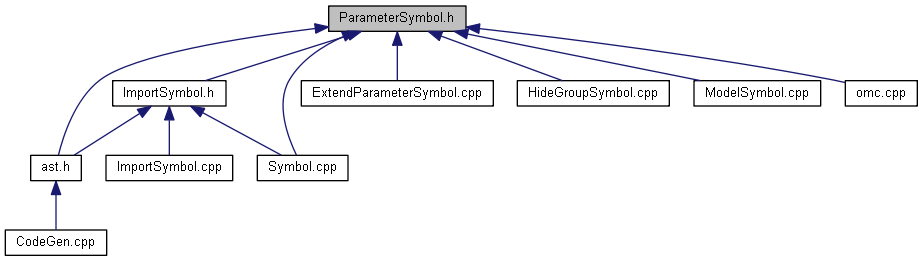 ParameterSymbol.h
ImportSymbol.h
ExtendParameterSymbol.cpp
HideGroupSymbol.cpp
ModelSymbol.cpp
omc.cpp
ast.h
ImportSymbol.cpp
Symbol.cpp
CodeGen.cpp